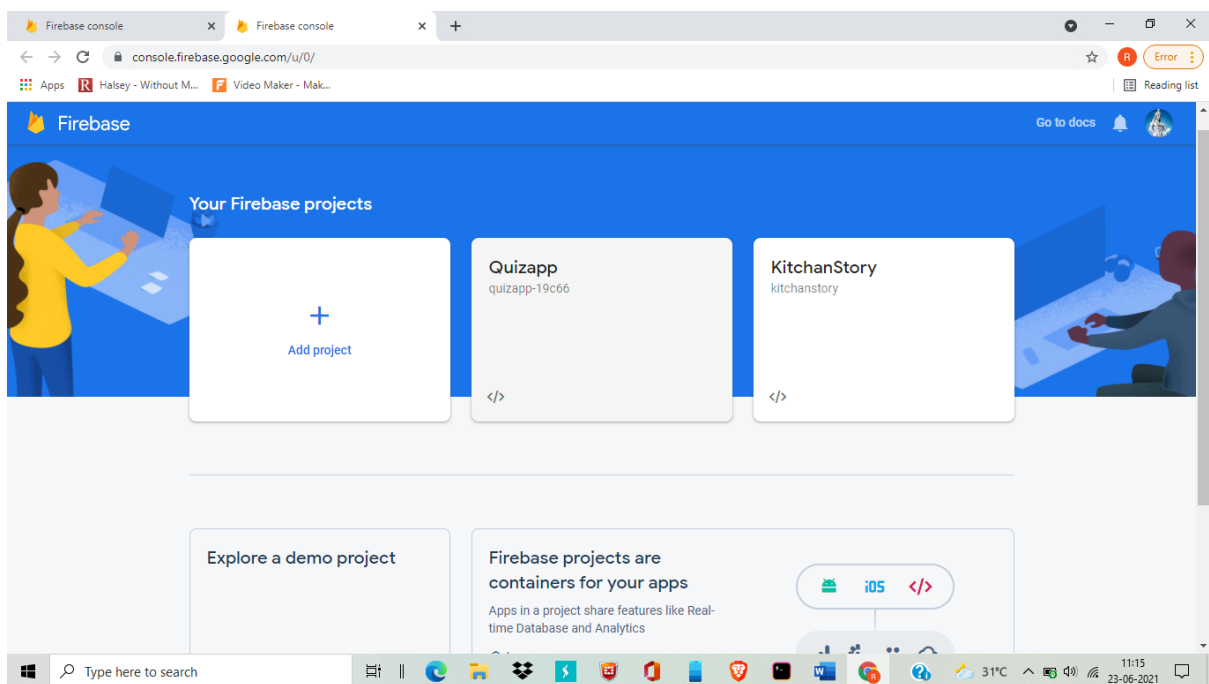 Firebase console
Firebase console
console.firebase.google.com/u/0/
R
Error
Apps
Halsey - Without M...
Video Maker - Mak...
Reading list
Firebase
Go to docs
Your Firebase projects
Add project
Quizapp
quizapp-19c66
</>
KitchanStory
kitchanstory
</>
Explore a demo project
Firebase projects are
containers for your apps
Apps in a project share features like Real-
time Database and Analytics
iOS
</>
Type here to search
31°C
11:15
23-06-2021